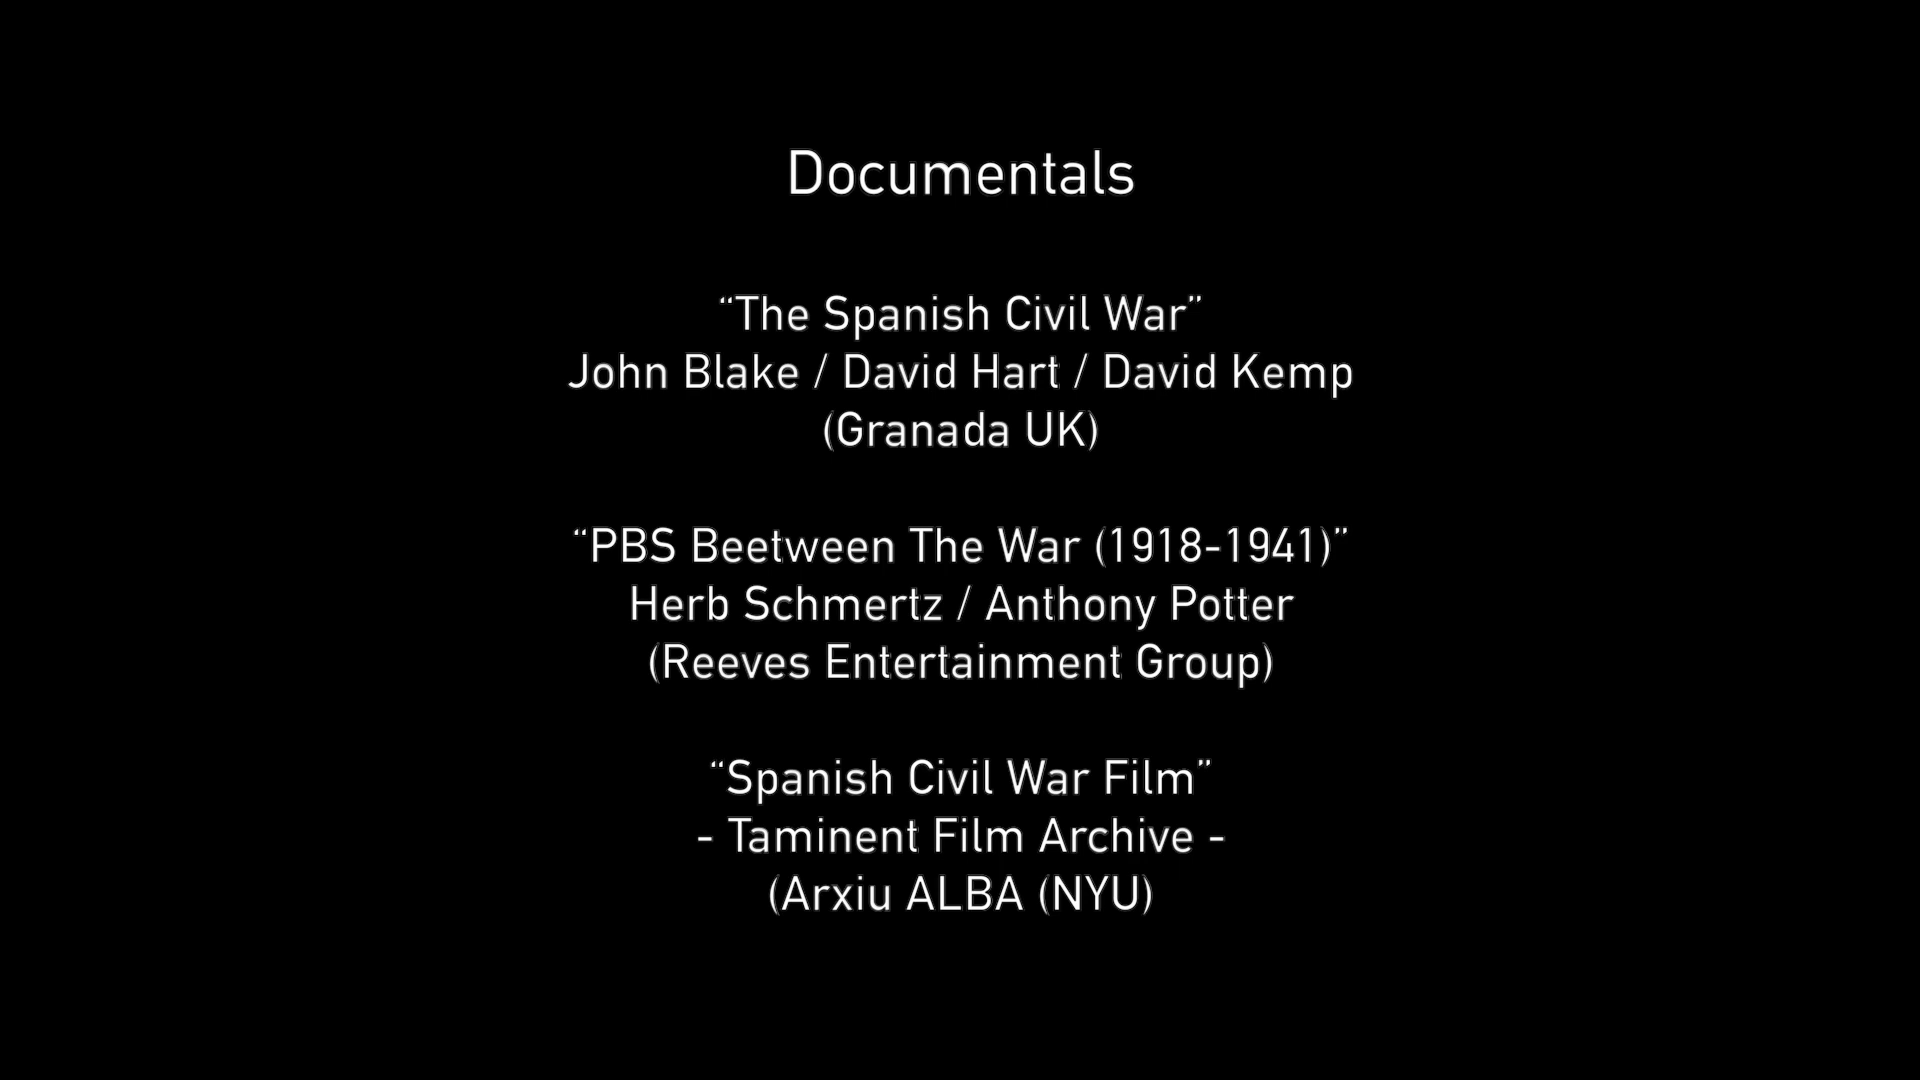 Documentals
“The Spanish Civil War”
John Blake / David Hart / David Kemp
(Granada UK)
“PBS Beetween The War (1918-1941)”
Herb Schmertz / Anthony Potter
(Reeves Entertainment Group)
“Spanish Civil War Film”
- Taminent Film Archive -
(Arxiu ALBA (NYU)